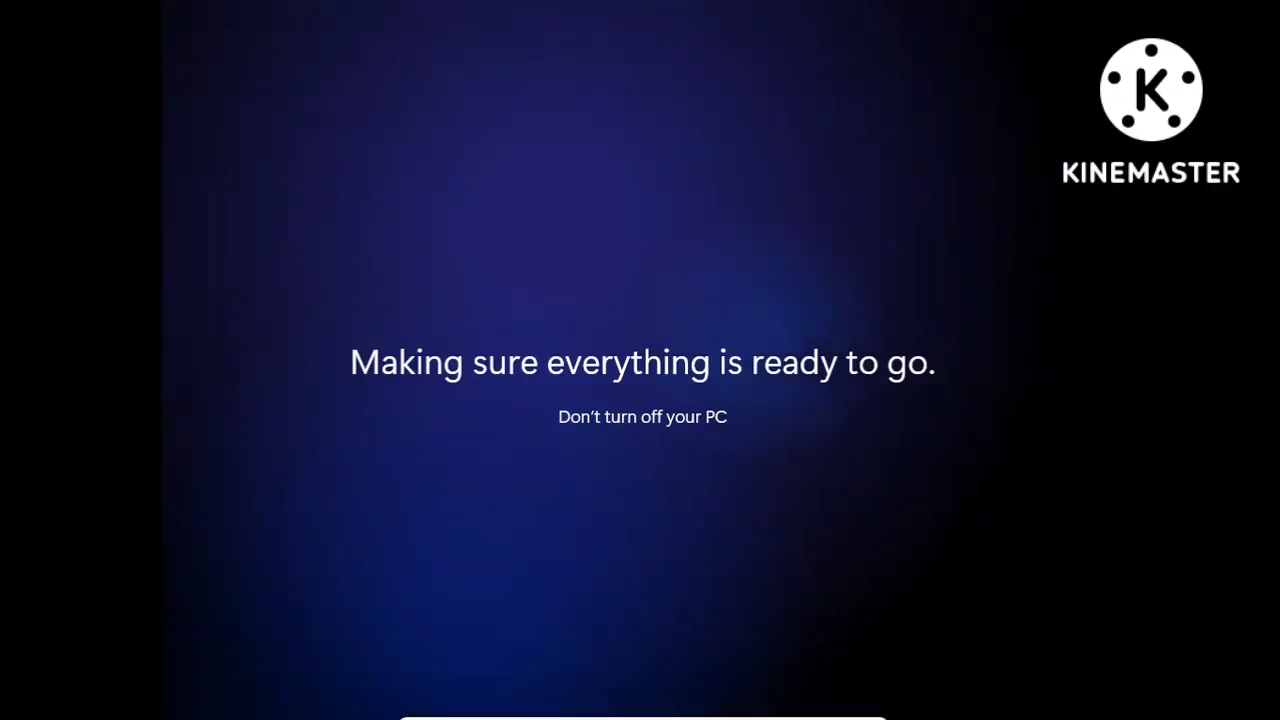 K
KINEMASTER
Making sure everything is ready to go.
Don't turn off your PC